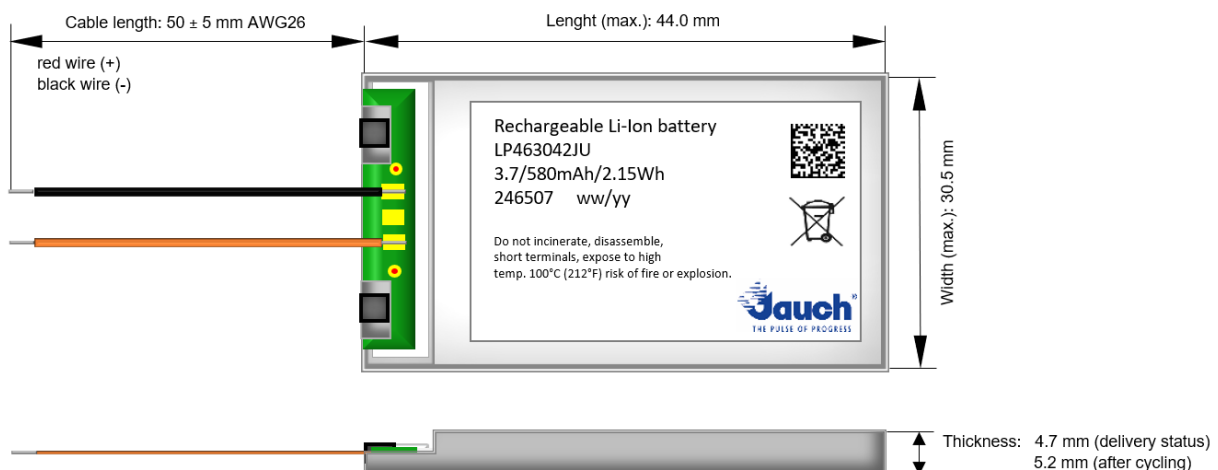 Cable length: 50 ± 5 mm AWG26
Lenght (max.): 44.0 mm
red wire (+)
black wire (-)
Rechargeable Li-Ion battery
LP463042JU
3.7/580mAh/2.15Wh
246507 ww/yy
Do not incinerate, disassemble,
short terminals, expose to high
temp. 100°C (212°F) risk of fire or explosion.
Jauch®
THE PULSE OF PROGRESS
Width (max.): 30.5 mm
Thickness: 4.7 mm (delivery status)
5.2 mm (after cycling)